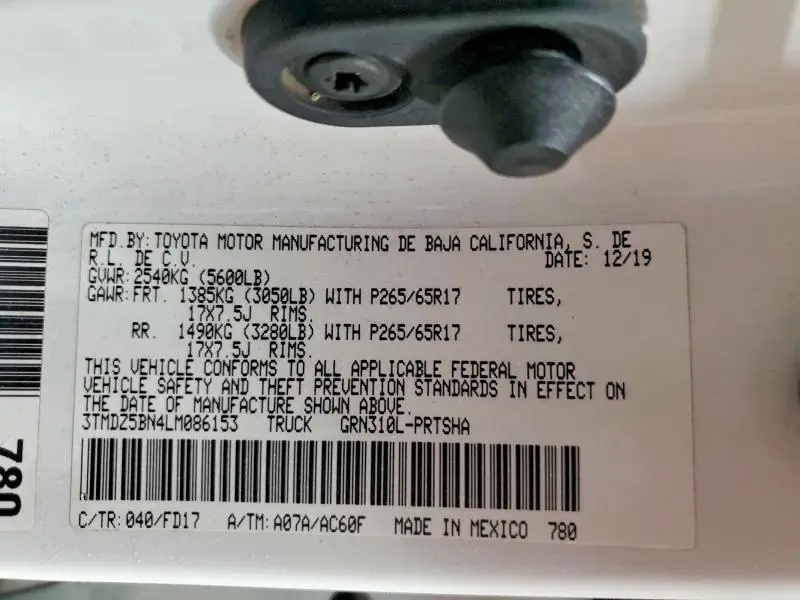 MFD.BY: TOYOTA MOTOR MANUFACTURING DE BAJA CALIFORNIA, S. DE
R.L. DE C.V. DATE: 12/19
GVWR: 2540KG (5600LB)
GAWR: FRT. 1385KG (3050LB) WITH P265/65R17 TIRES,
17X7.5J RIMS.
RR. 1490KG (3280LB) WITH P265/65R17 TIRES,
17X7.5J RIMS.
THIS VEHICLE CONFORMS TO ALL APPLICABLE FEDERAL MOTOR
VEHICLE SAFETY AND THEFT PREVENTION STANDARDS IN EFFECT ON
THE DATE OF MANUFACTURE SHOWN ABOVE.
3TMDZ5BN4LM086153 TRUCK GRN310L-PRTSHA
C/TR: 040/FD17 A/TM: A07A/AC60F MADE IN MEXICO 780
780